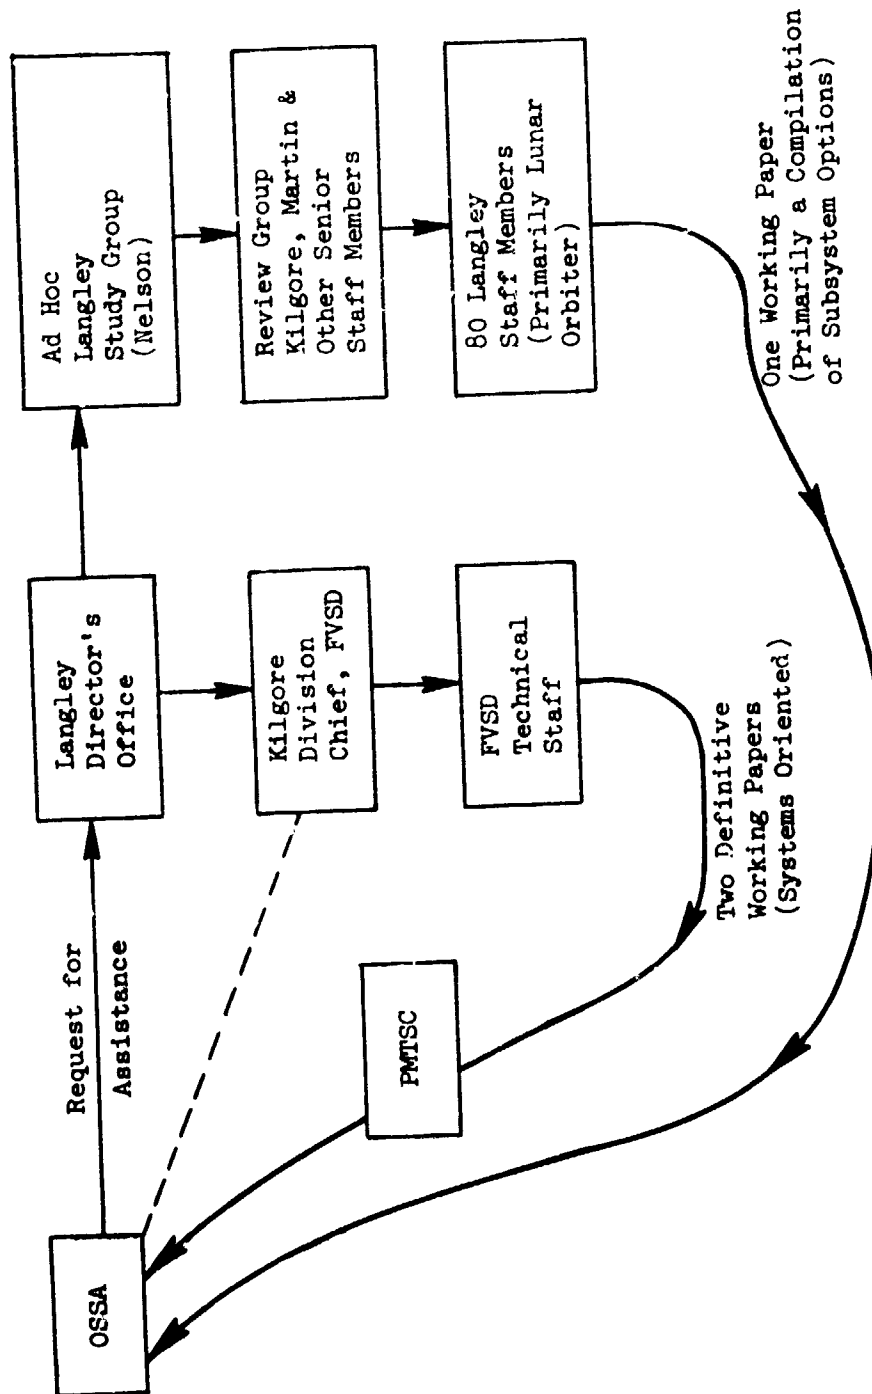 OSSA
Request for
Assistance
Langley
Director's
Office
Ad Hoc
Langley
Study Group
(Nelson)
Kilgore
Division
Chief, FVSD
Review Group
Kilgore, Martin &
Other Senior
Staff Members
PMTSC
FVSD
Technical
Staff
80 Langley
Staff Members
(Primarily Lunar
Orbiter)
Two Definitive
Working Papers
(Systems Oriented)
One Working Paper
(Primarily a Compilation
of Subsystem Options)